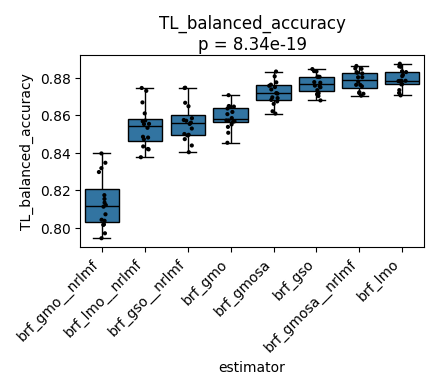 TL_balanced_accuracy
p = 8.34e-19
TL_balanced_accuracy
0.88
0.86
0.84
0.82
0.80
brf_gmo__nrlmf
brf_lmo__nrlmf
brf_gso__nrlmf
brf_gmo
brf_gmosa
brf_gso
brf_gmosa__nrlmf
brf_lmo
estimator